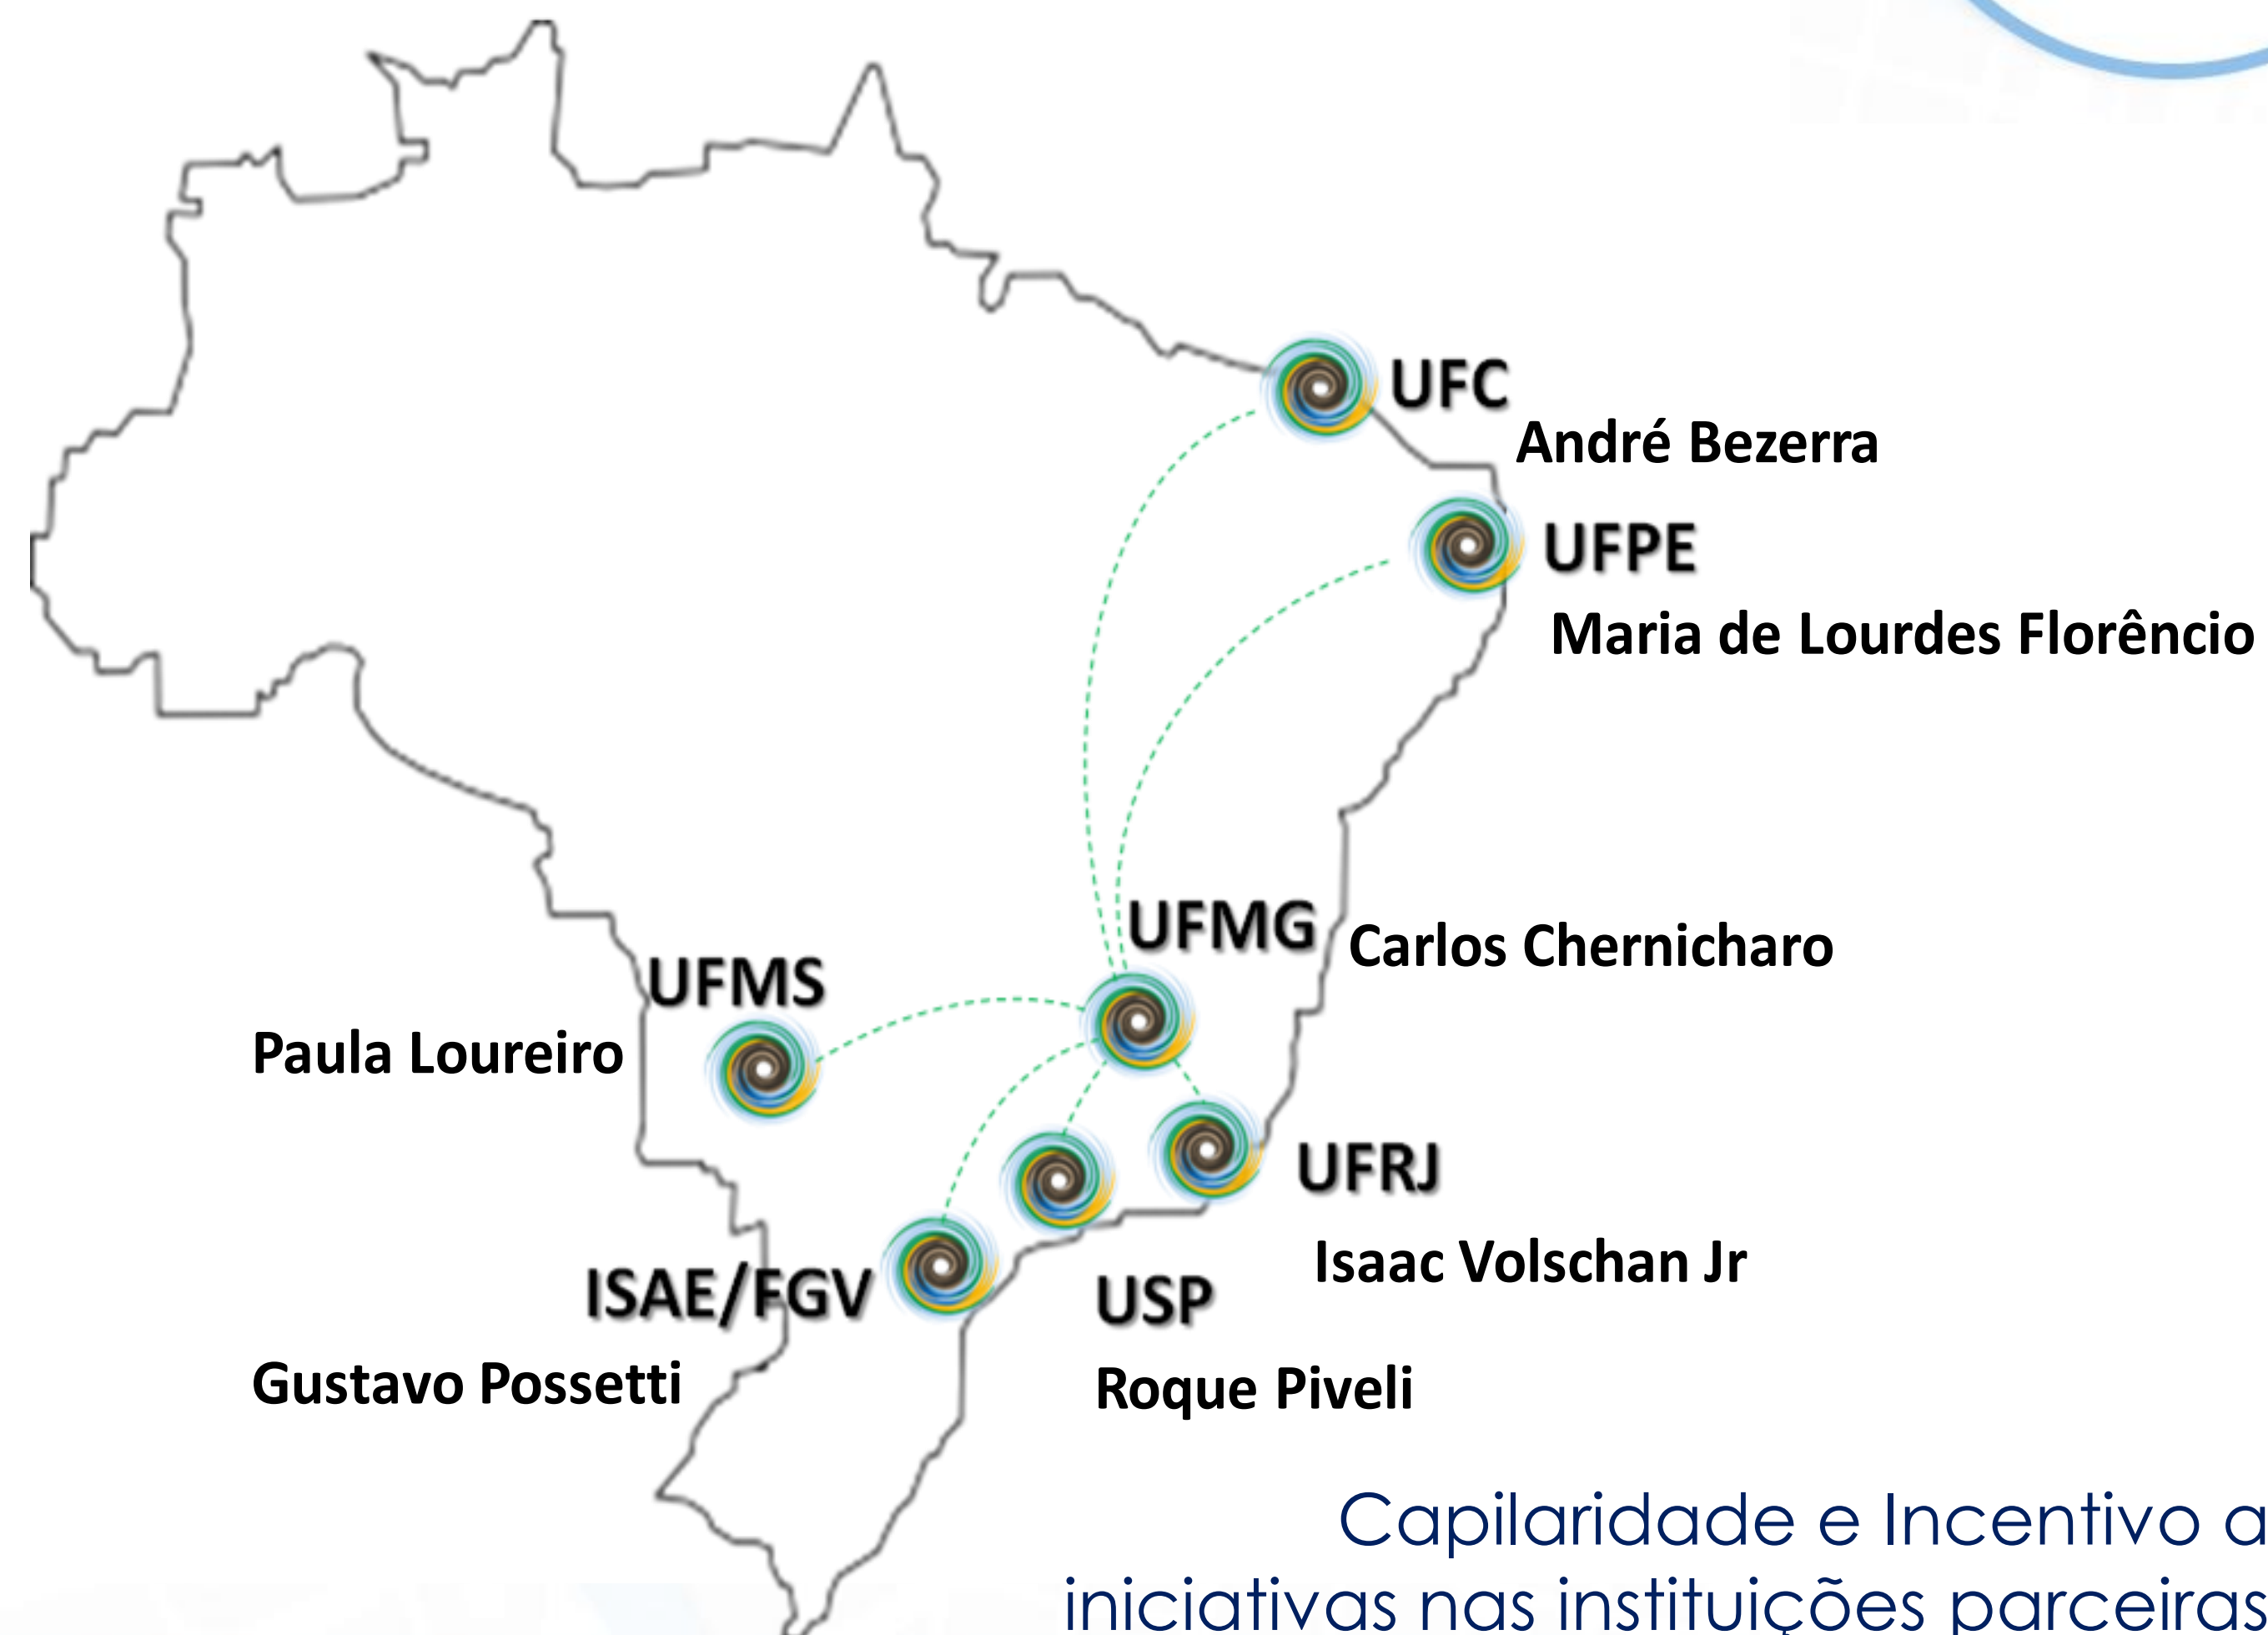 UFC
André Bezerra
UFPE
Maria de Lourdes Florêncio
UFMG
Carlos Chernicharo
UFMS
Paula Loureiro
UFRJ
Isaac Volschan Jr
ISAE/FGV
Gustavo Possetti
USP
Roque Piveli
Capilaridade e Incentivo a
iniciativas nas instituições parceiras